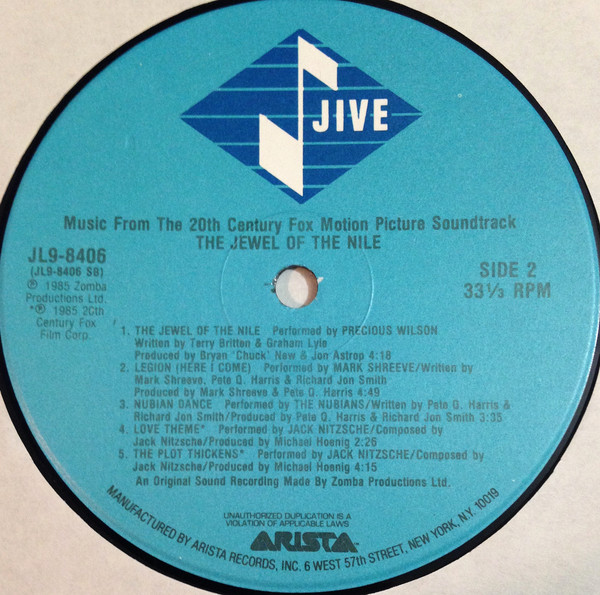 JIVE
Music From The 20th Century Fox Motion Picture Soundtrack
THE JEWEL OF THE NILE
JL9-8406
(JL9-8406 SB)
℗ 1985 Zomba
Productions Ltd.
*℗ 1985 20th
Century Fox
Film Corp.
SIDE 2
33⅓ RPM
1. THE JEWEL OF THE NILE Performed by PRECIOUS WILSON
Written by Terry Britten & Graham Lyle
Produced by Bryan 'Chuck' New & Jon Astrop 4:18
2. LEGION (HERE I COME) Performed by MARK SHREEVE/Written by
Mark Shreeve, Pete Q. Harris & Richard Jon Smith
Produced by Mark Shreeve & Pete Q. Harris 4:49
3. NUBIAN DANCE Performed by THE NUBIANS/Written by Pete Q. Harris &
Richard Jon Smith/Produced by Pete Q. Harris & Richard Jon Smith 3:35
4. LOVE THEME* Performed by JACK NITZSCHE/Composed by
Jack Nitzsche/Produced by Michael Hoenig 2:26
5. THE PLOT THICKENS* Performed by JACK NITZSCHE/Composed by
Jack Nitzsche/Produced by Michael Hoenig 4:15
An Original Sound Recording Made By Zomba Productions Ltd.
UNAUTHORIZED DUPLICATION IS A
VIOLATION OF APPLICABLE LAWS
ARISTA
MANUFACTURED BY ARISTA RECORDS, INC. 6 WEST 57th STREET, NEW YORK, N.Y. 10019